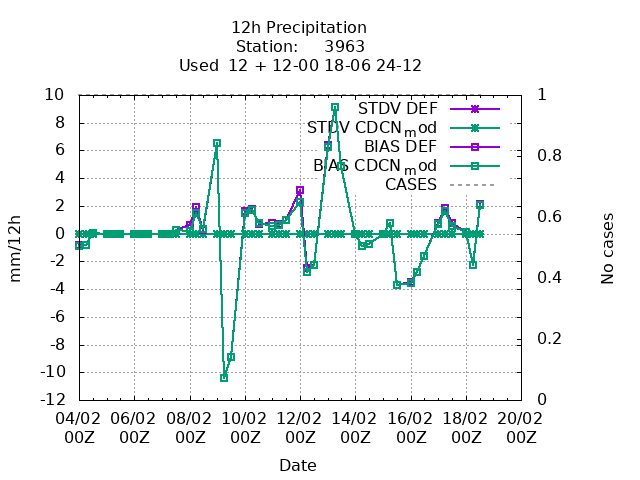 12h Precipitation
Station: 3963
Used 12 + 12-00 18-06 24-12
STDV DEF
STDV CDCNmod
BIAS DEF
BIAS CDCNmod
CASES
10
8
6
4
2
0
-2
-4
-6
-8
-10
-12
1
0.8
0.6
0.4
0.2
0
mm/12h
No cases
04/02 06/02 08/02 10/02 12/02 14/02 16/02 18/02 20/02
00Z 00Z 00Z 00Z 00Z 00Z 00Z 00Z 00Z
Date